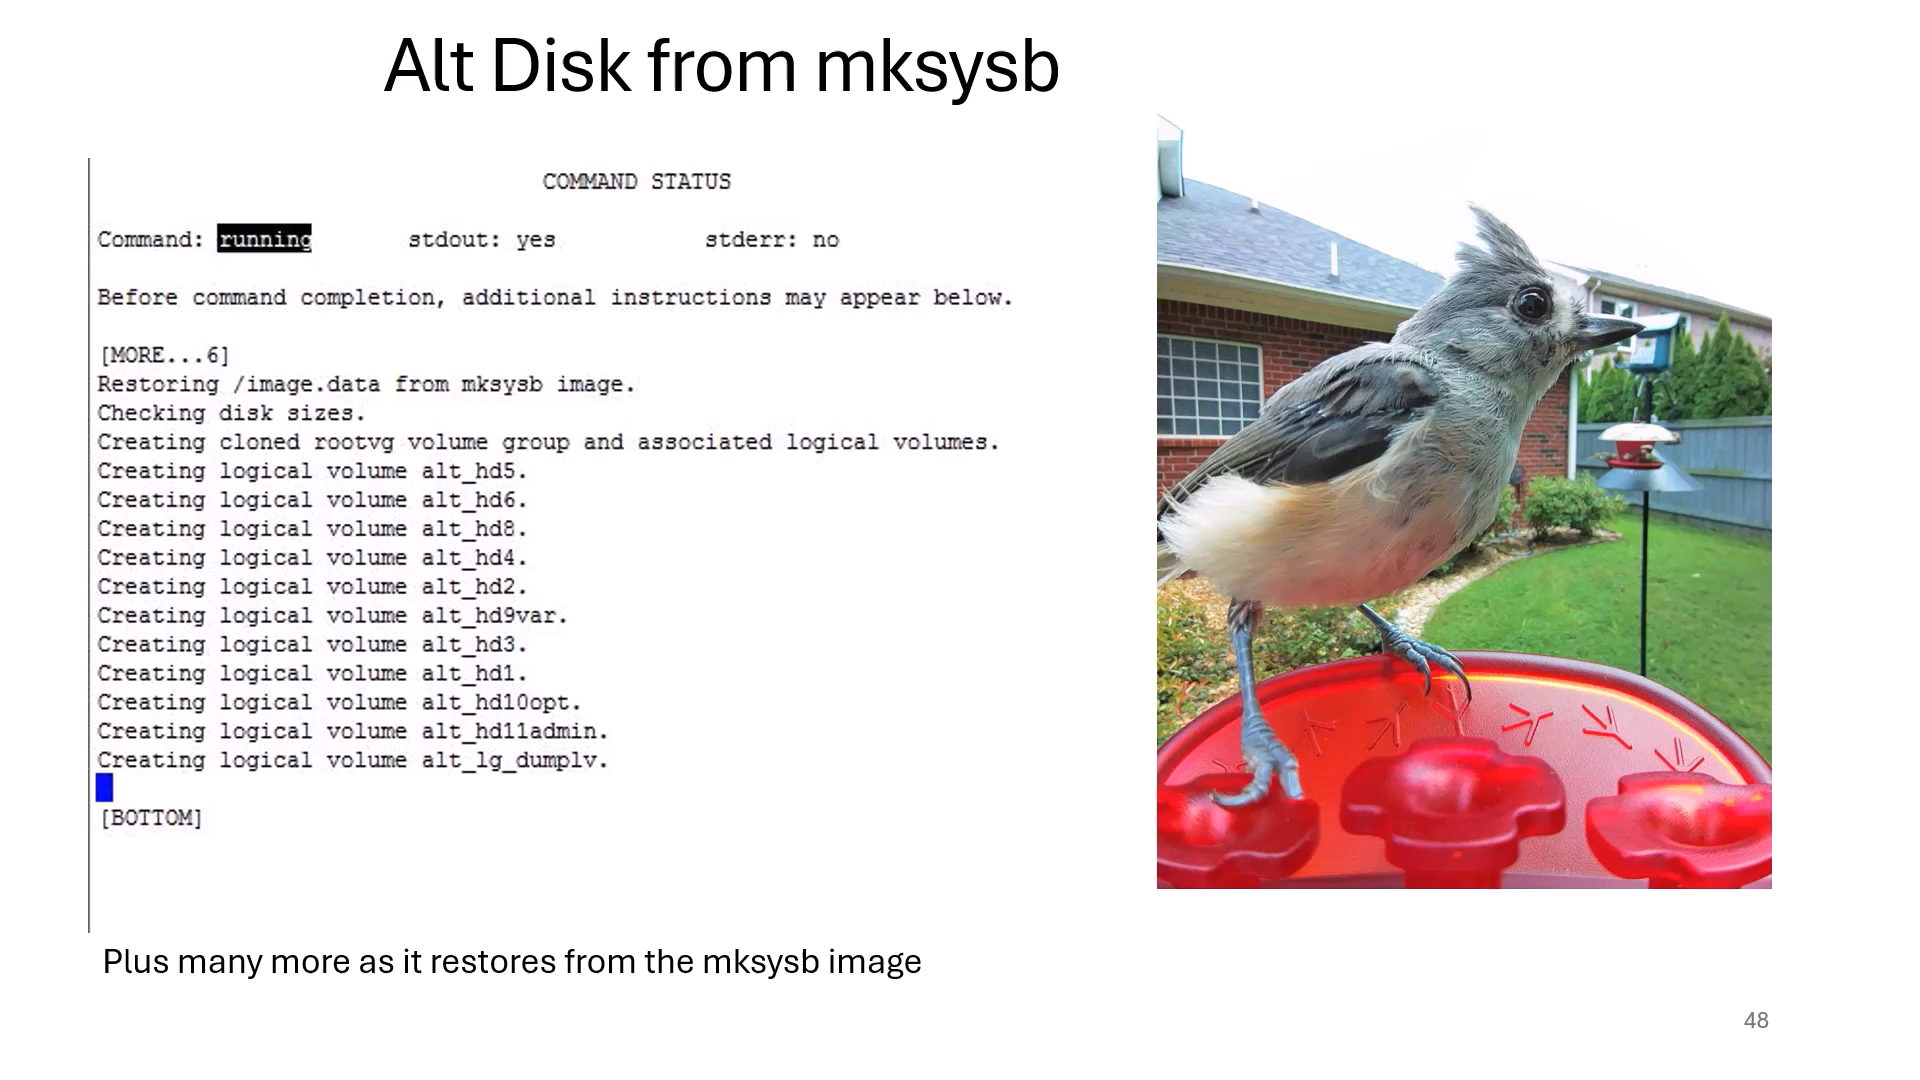 Alt Disk from mksysb
COMMAND STATUS
Command: running stdout: yes stderr: no
Before command completion, additional instructions may appear below.
[MORE...6]
Restoring /image.data from mksysb image.
Checking disk sizes.
Creating cloned rootvg volume group and associated logical volumes.
Creating logical volume alt_hd5.
Creating logical volume alt_hd6.
Creating logical volume alt_hd8.
Creating logical volume alt_hd4.
Creating logical volume alt_hd2.
Creating logical volume alt_hd9var.
Creating logical volume alt_hd3.
Creating logical volume alt_hd1.
Creating logical volume alt_hd10opt.
Creating logical volume alt_hd11admin.
Creating logical volume alt_lg_dumplv.
[BOTTOM]
Plus many more as it restores from the mksysb image
48